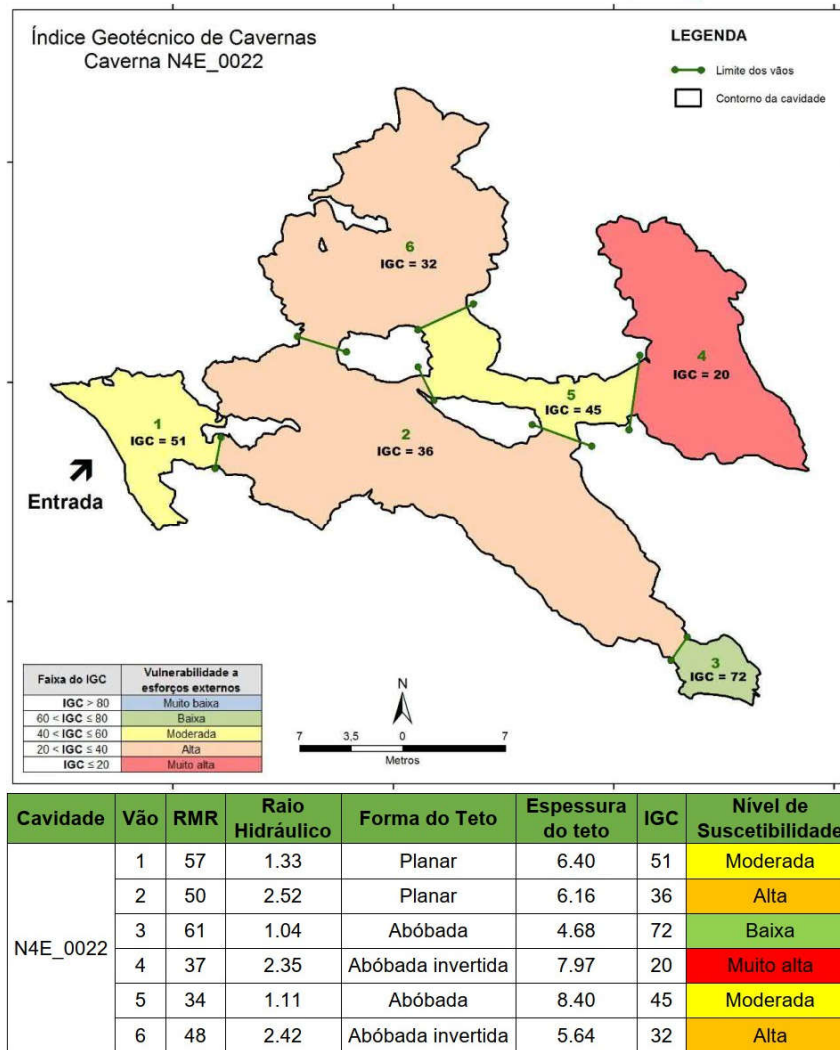 Índice Geotécnico de Cavernas
Caverna N4E_0022
LEGENDA
Limite dos vãos
Contorno da cavidade
6
IGC = 32
4
IGC = 20
1
IGC = 51
5
IGC = 45
2
IGC = 36
Entrada
3
IGC = 72
Faixa do IGC Vulnerabilidade a esforços externos
IGC > 80 Muito baixa
60 < IGC ≤ 80 Baixa
40 < IGC ≤ 60 Moderada
20 < IGC ≤ 40 Alta
IGC ≤ 20 Muito alta
N
7 3,5 0 7
Metros
Cavidade Vão RMR Raio Hidráulico Forma do Teto Espessura do teto IGC Nível de Suscetibilidade
N4E_0022
1 57 1.33 Planar 6.40 51 Moderada
2 50 2.52 Planar 6.16 36 Alta
3 61 1.04 Abóbada 4.68 72 Baixa
4 37 2.35 Abóbada invertida 7.97 20 Muito alta
5 34 1.11 Abóbada 8.40 45 Moderada
6 48 2.42 Abóbada invertida 5.64 32 Alta